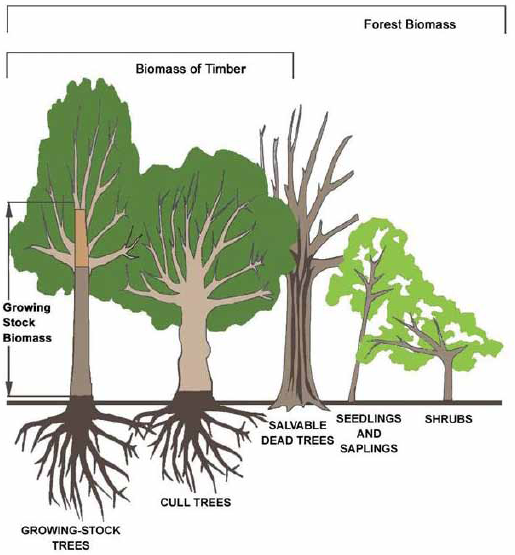 Forest Biomass
Biomass of Timber
Growing
Stock
Biomass
SALVABLE
DEAD TREES
SEEDLINGS
AND
SAPLINGS
SHRUBS
CULL TREES
GROWING-STOCK
TREES